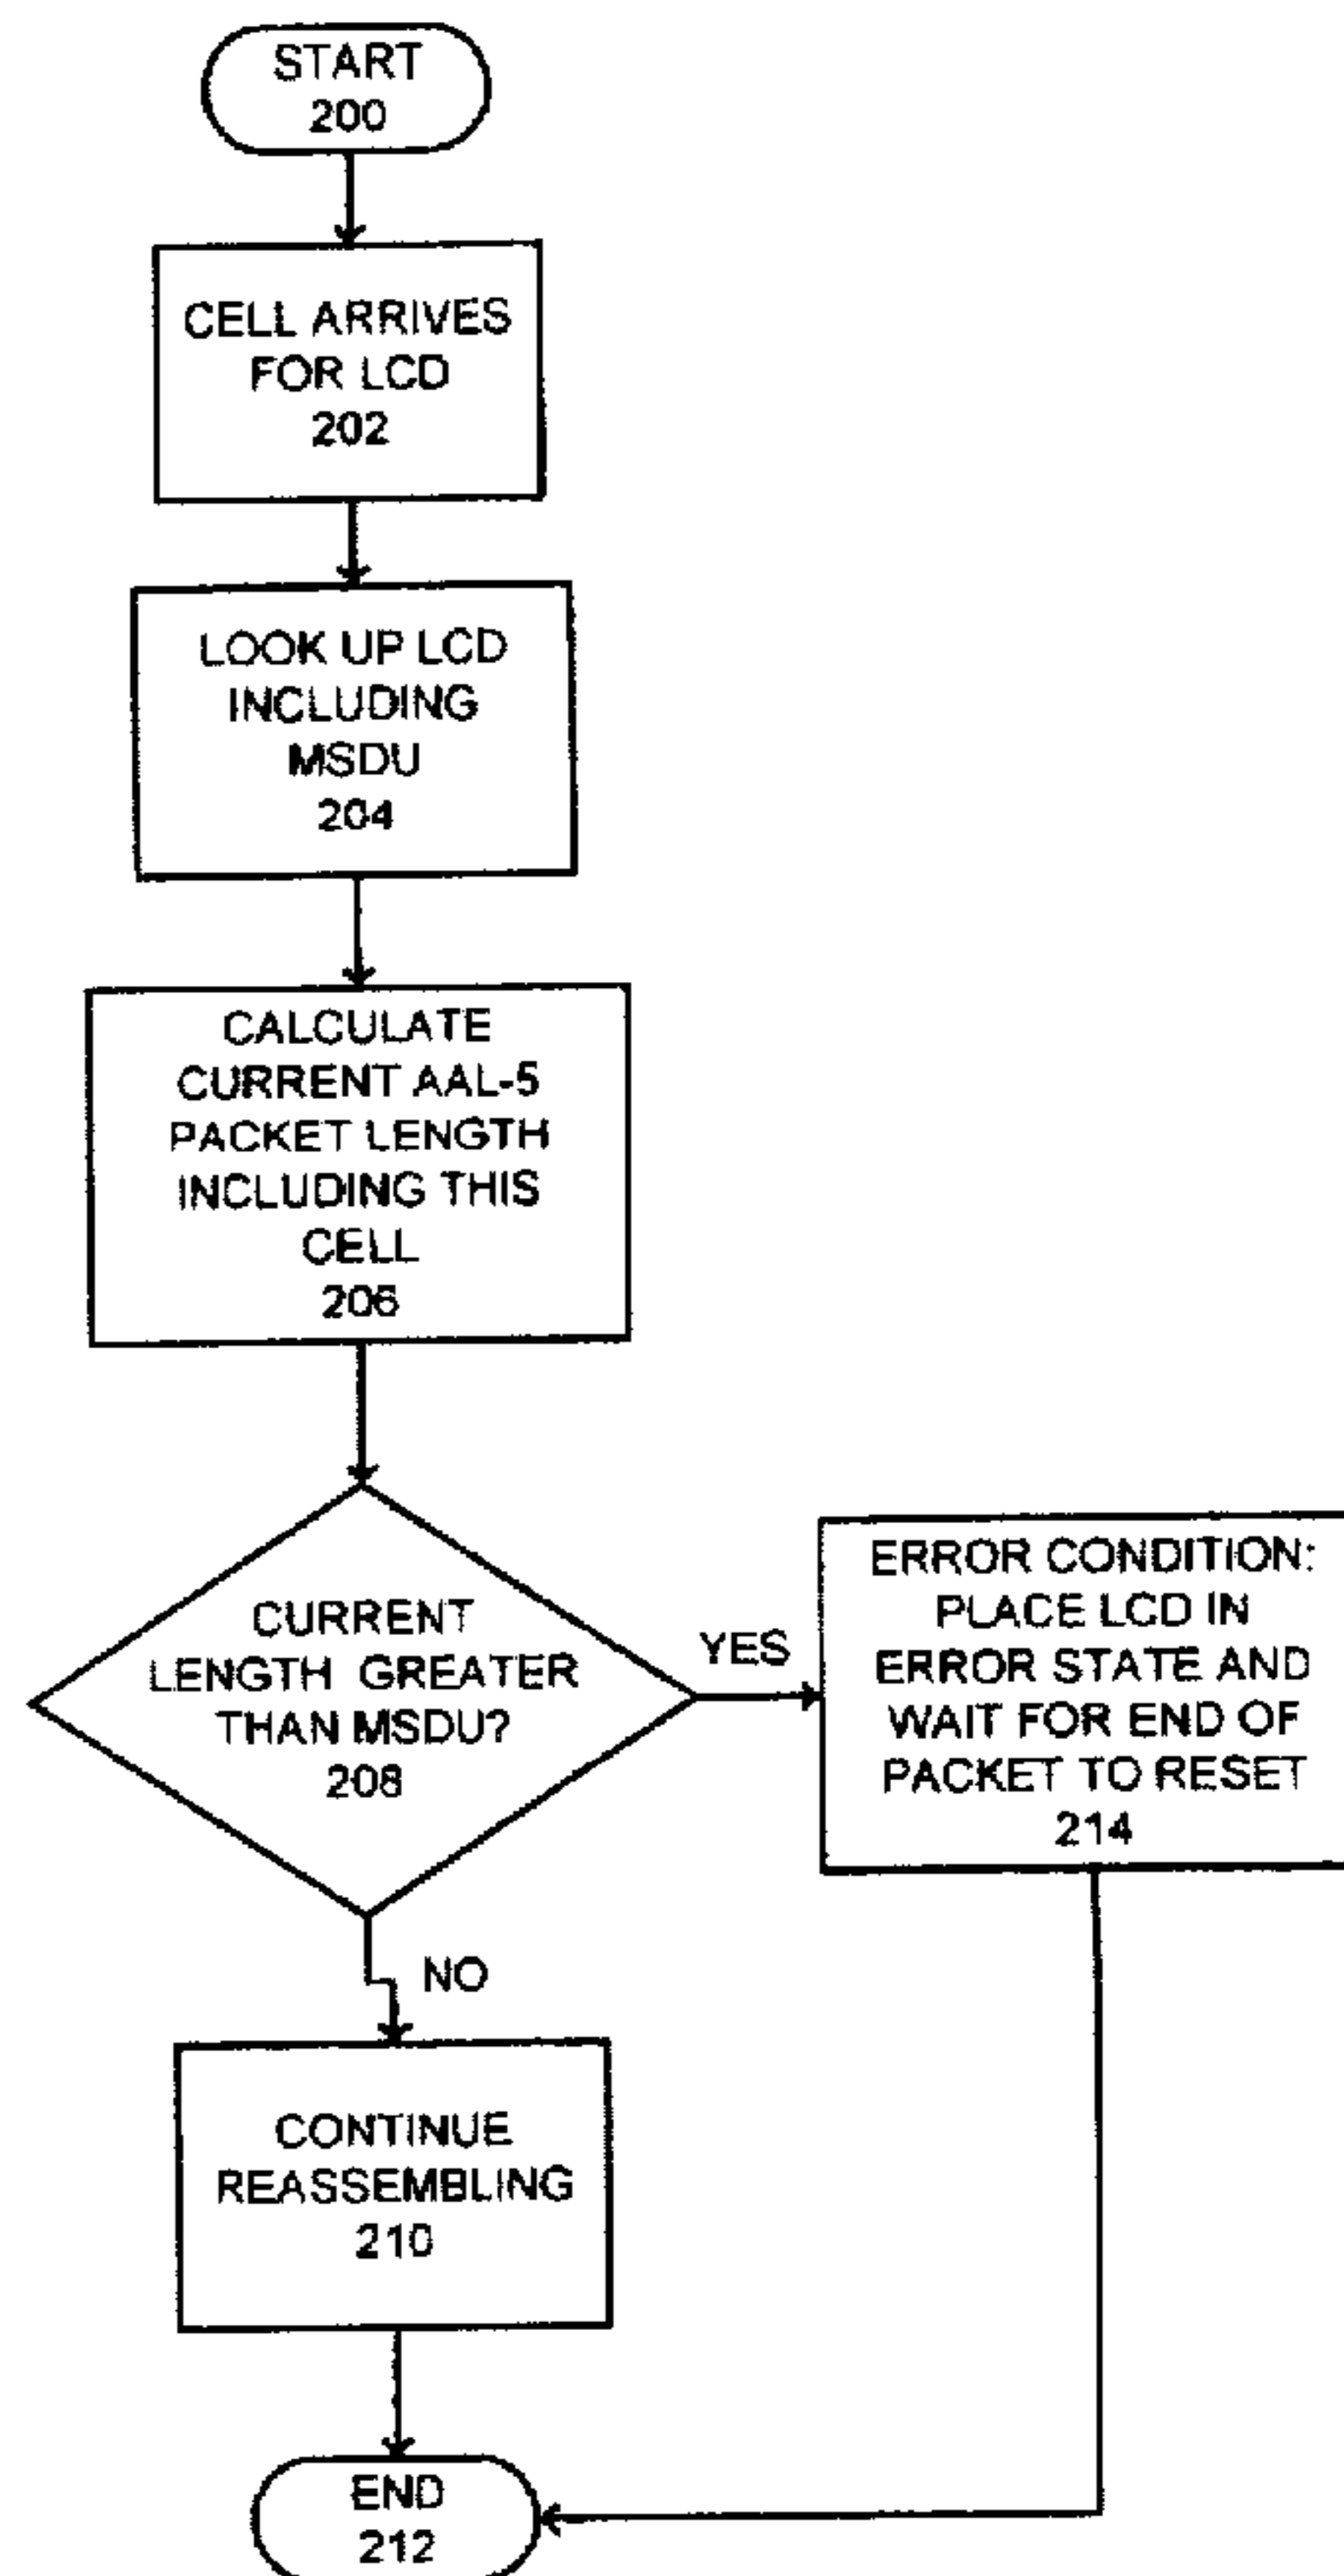 START
200
CELL ARRIVES
FOR LCD
202
LOOK UP LCD
INCLUDING
MSDU
204
CALCULATE
CURRENT AAL-5
PACKET LENGTH
INCLUDING THIS
CELL
206
CURRENT
LENGTH GREATER
THAN MSDU?
208
YES
ERROR CONDITION:
PLACE LCD IN
ERROR STATE AND
WAIT FOR END OF
PACKET TO RESET
214
NO
CONTINUE
REASSEMBLING
210
END
212